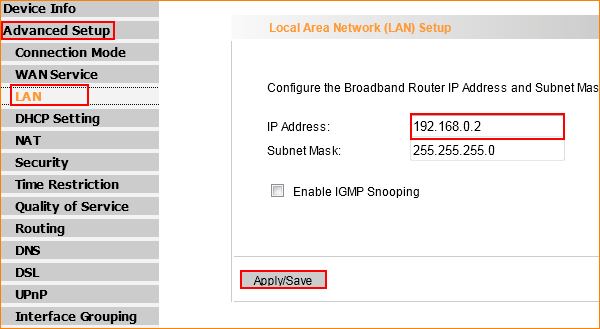 Device Info
Advanced Setup
Connection Mode
WAN Service
LAN
DHCP Setting
NAT
Security
Time Restriction
Quality of Service
Routing
DNS
DSL
UPnP
Interface Grouping
Local Area Network (LAN) Setup
Configure the Broadband Router IP Address and Subnet Mas
IP Address: 192.168.0.2
Subnet Mask: 255.255.255.0
Enable IGMP Snooping
Apply/Save